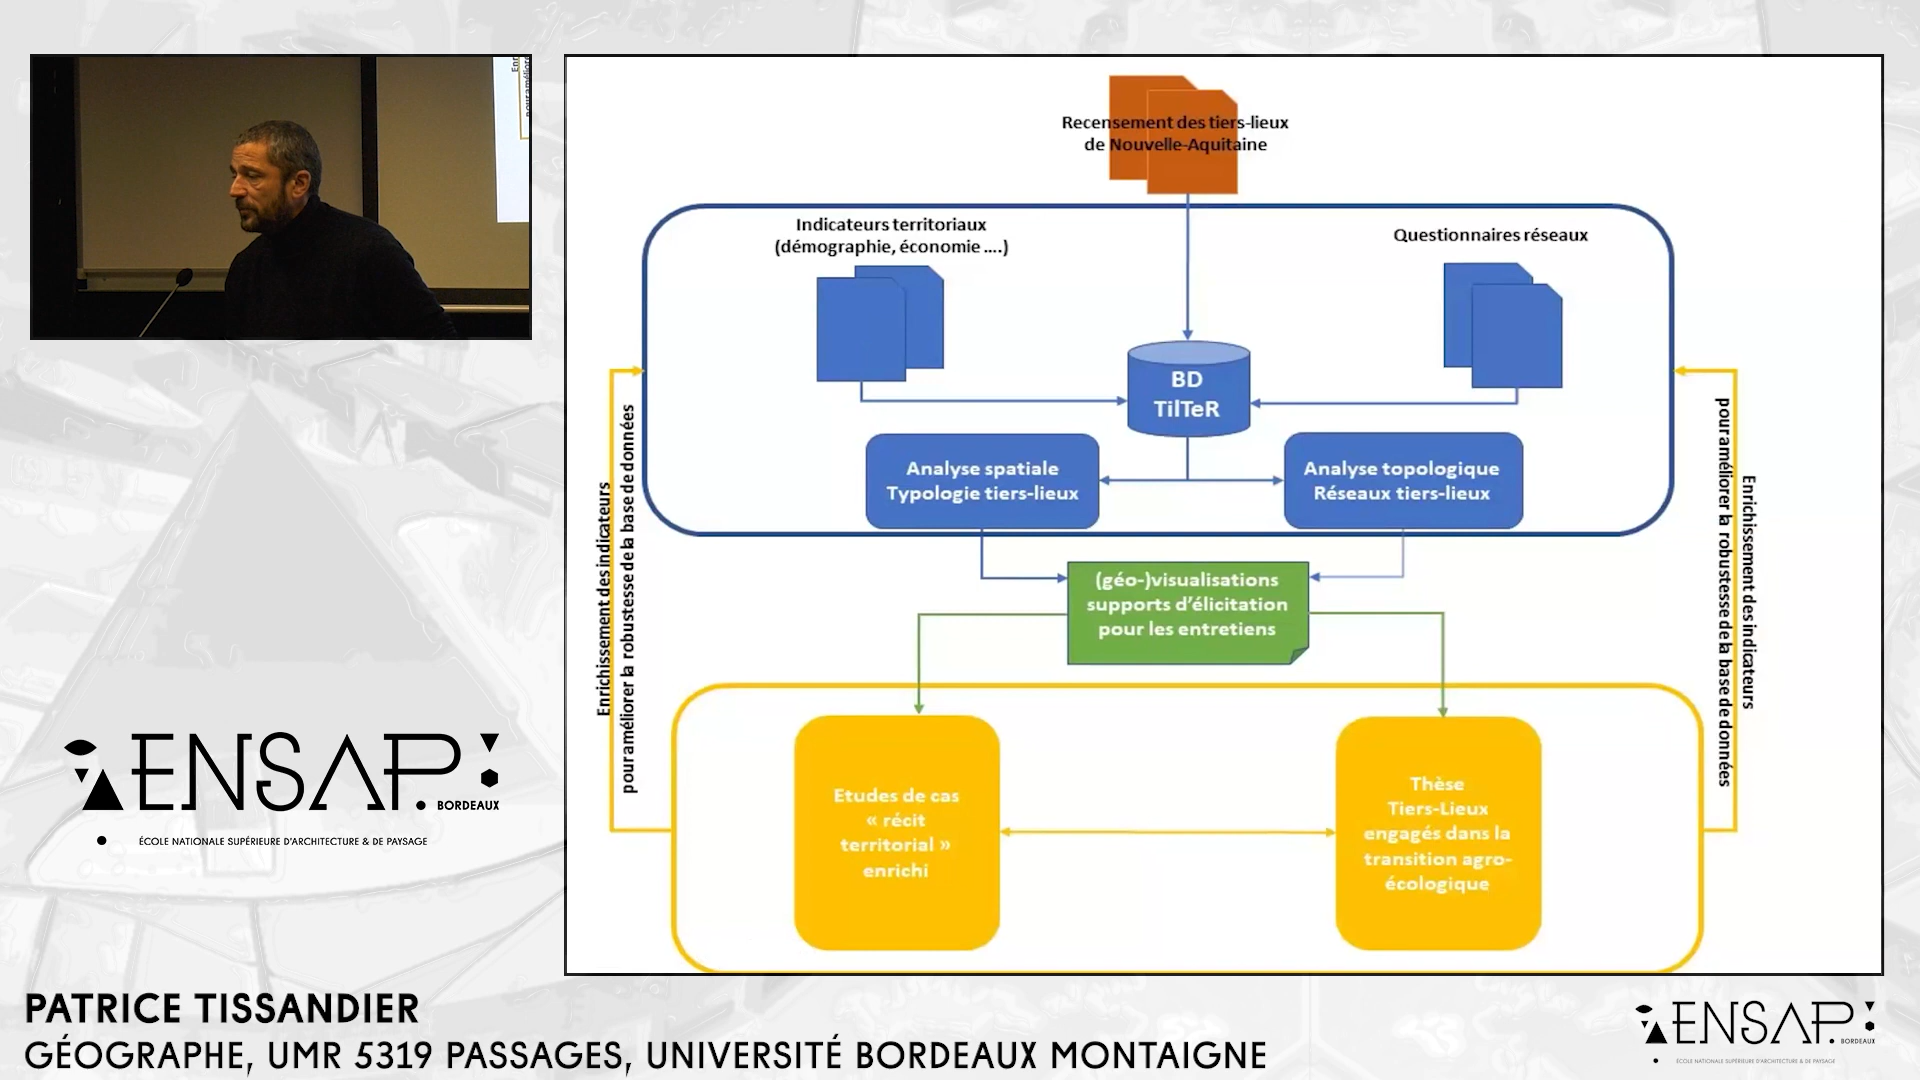 Recensement des tiers-lieux
de Nouvelle-Aquitaine
Indicateurs territoriaux
(démographie, économie ….)
Questionnaires réseaux
BD
TilTeR
Analyse spatiale
Typologie tiers-lieux
Analyse topologique
Réseaux tiers-lieux
(géo-)visualisations
supports d’élicitation
pour les entretiens
Etudes de cas
« récit
territorial »
enrichi
Thèse
Tiers-Lieux
engagés dans la
transition agro-
écologique
Enrichissement des indicateurs
pouraméliorer la robustesse de la base de données
Enrichissement des indicateurs
pouraméliorer la robustesse de la base de données
ENSAP
BORDEAUX
ÉCOLE NATIONALE SUPÉRIEURE D'ARCHITECTURE & DE PAYSAGE
PATRICE TISSANDIER
GÉOGRAPHE, UMR 5319 PASSAGES, UNIVERSITÉ BORDEAUX MONTAIGNE
ENSAP
BORDEAUX
ÉCOLE NATIONALE SUPÉRIEURE D'ARCHITECTURE & DE PAYSAGE